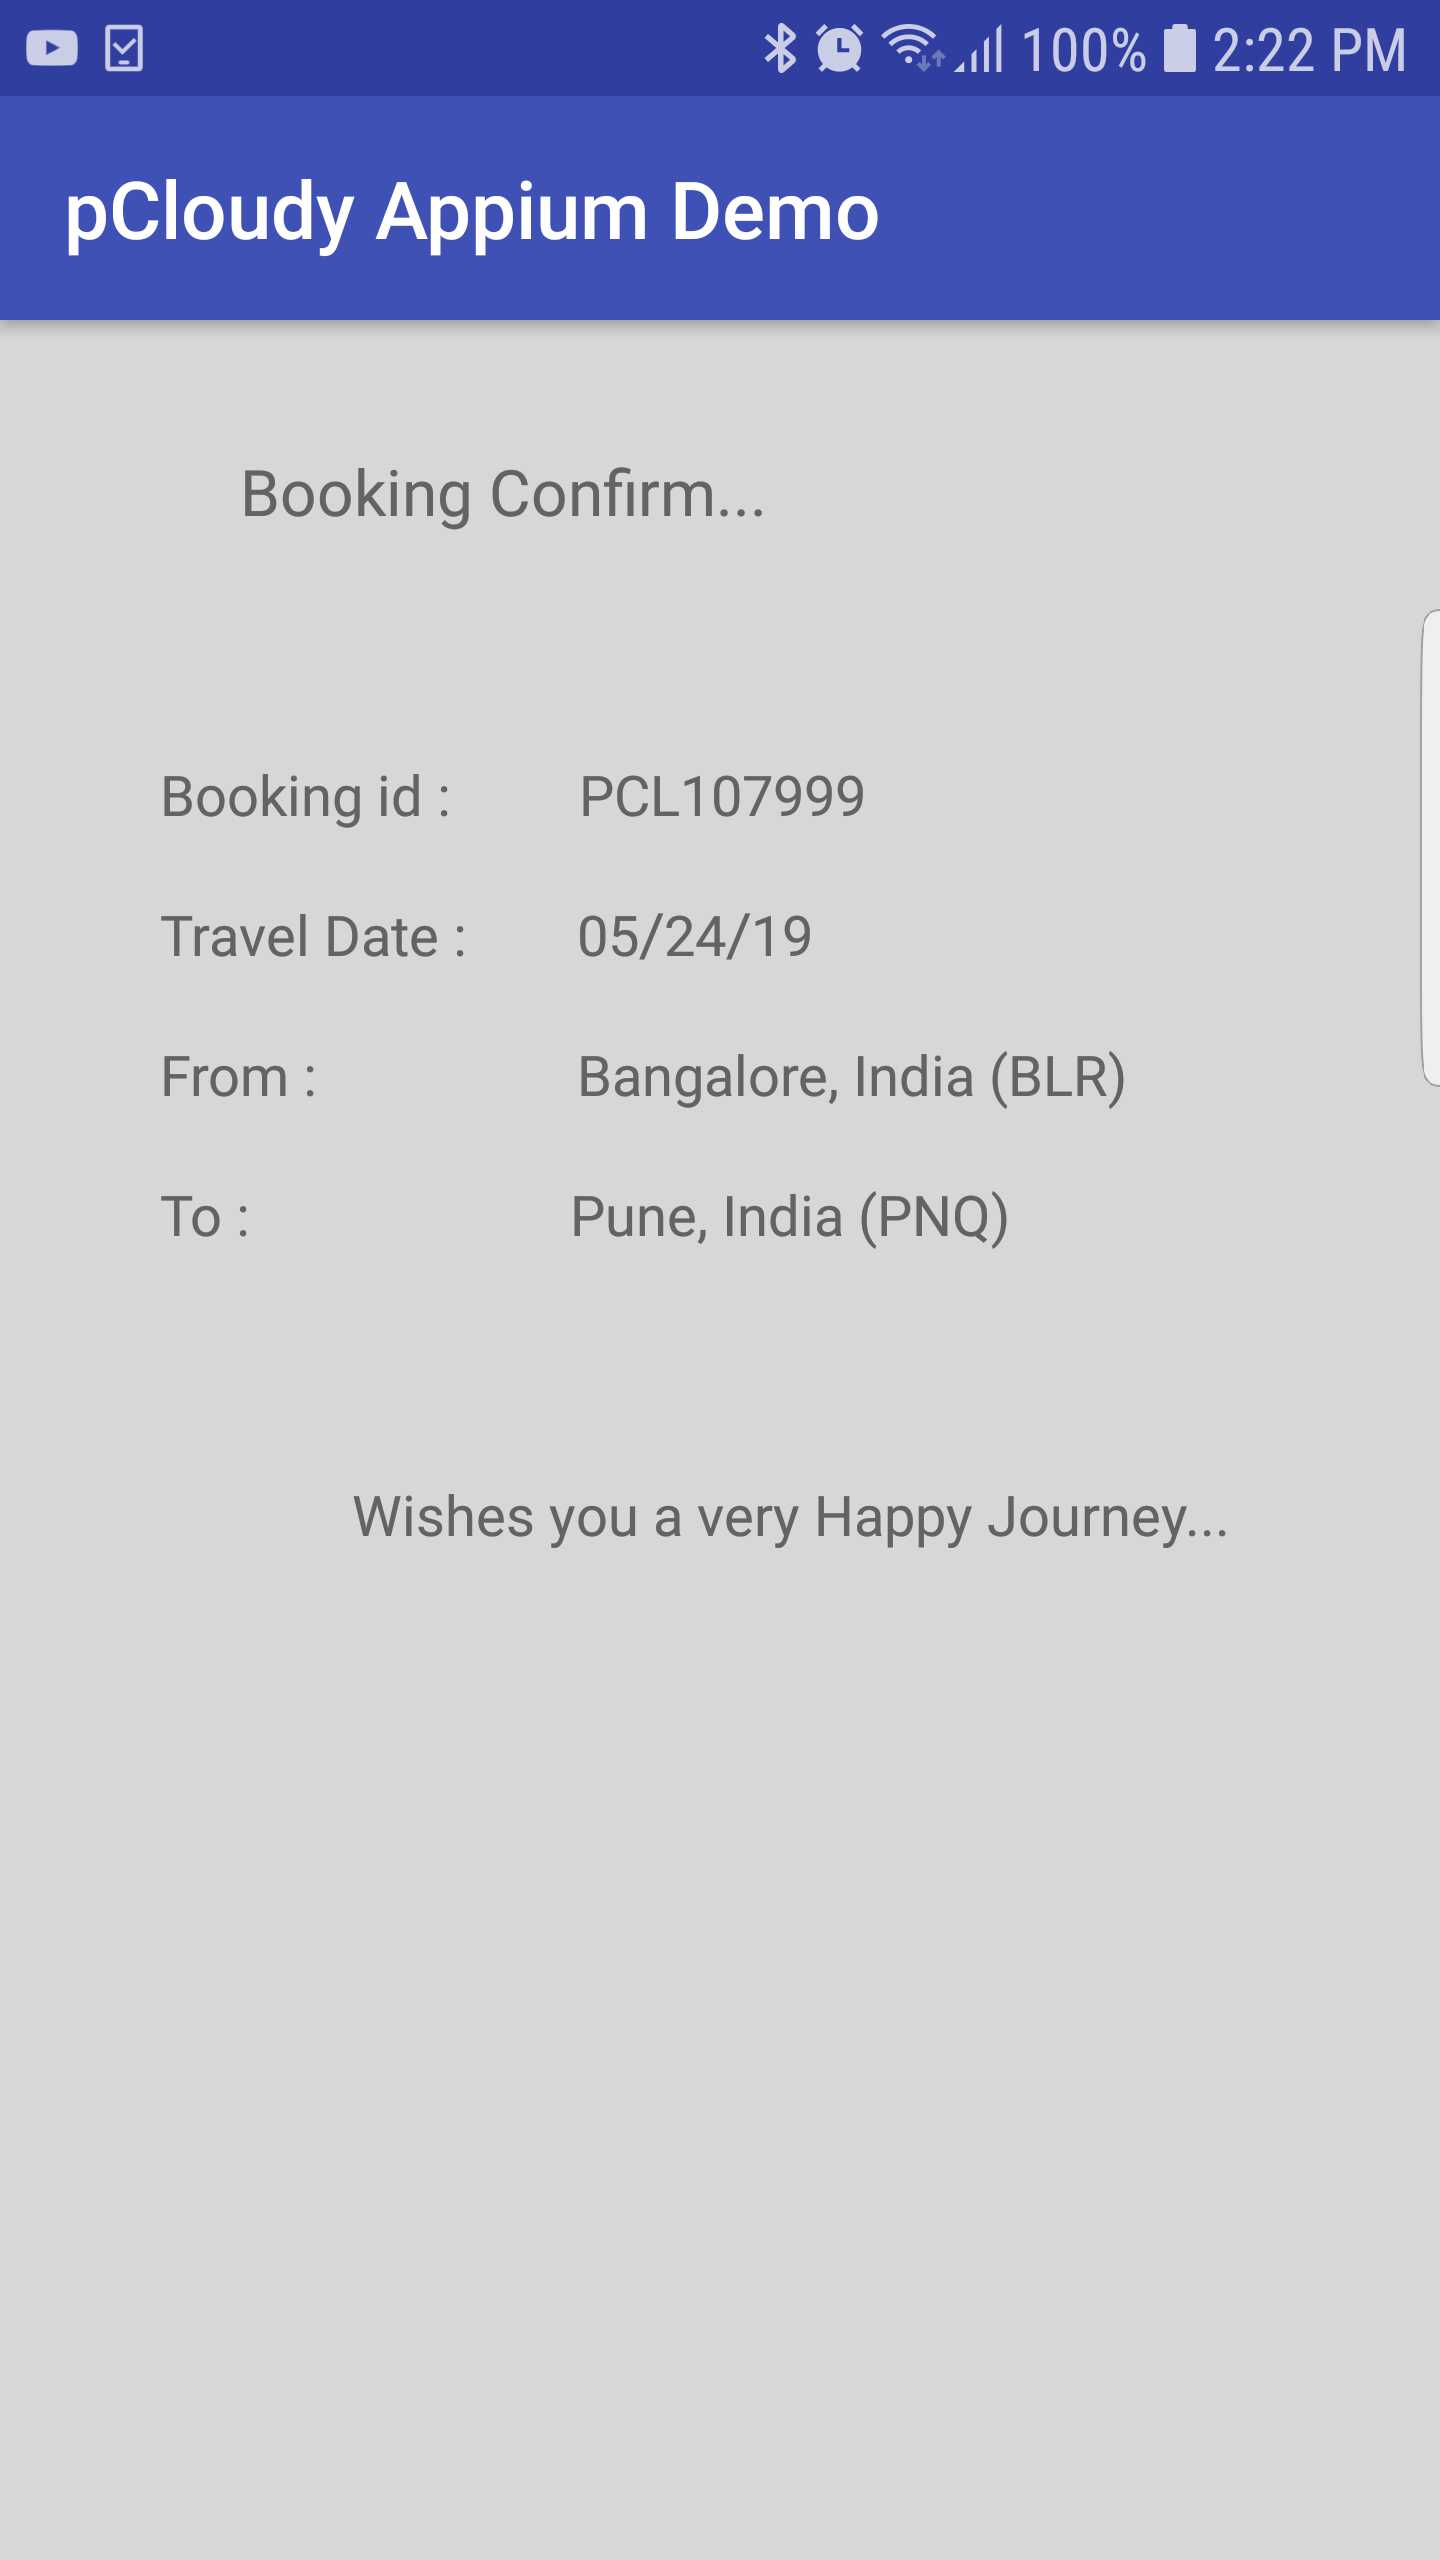 100% 2:22 PM
pCloudy Appium Demo
Booking Confirm...
Booking id : PCL107999
Travel Date : 05/24/19
From : Bangalore, India (BLR)
To : Pune, India (PNQ)
Wishes you a very Happy Journey...